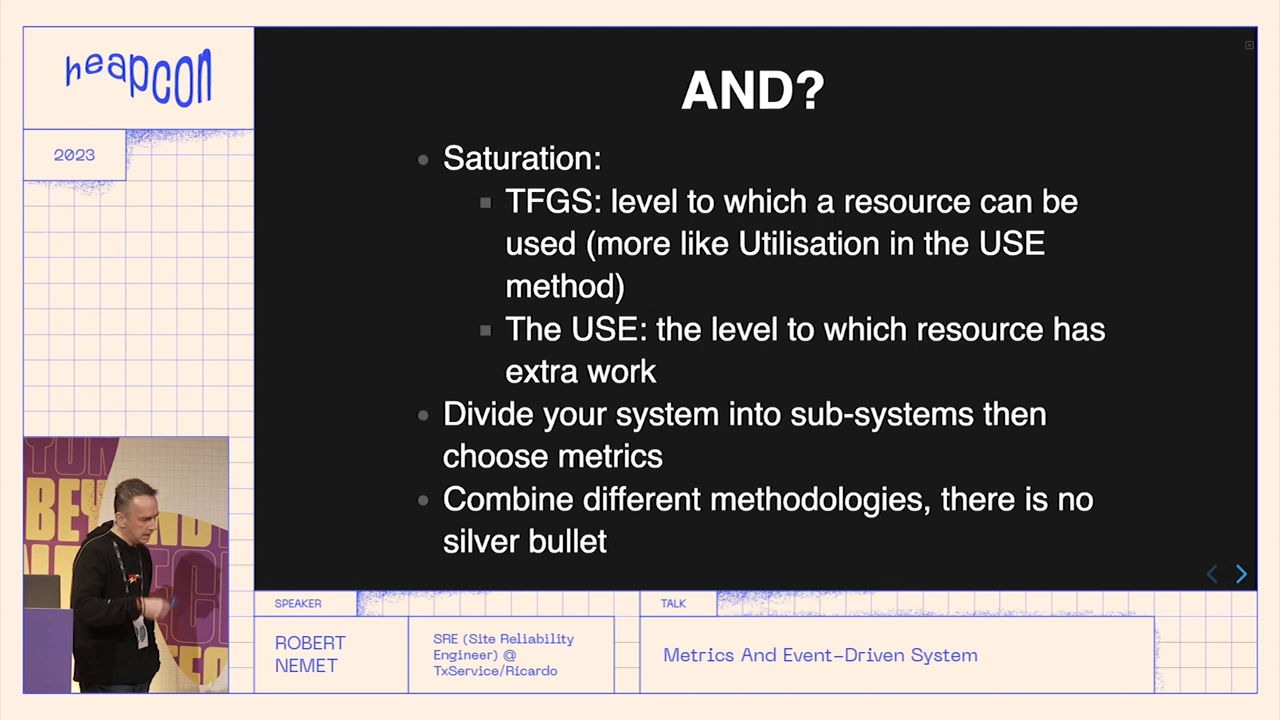 heapcon
2023
AND?
Saturation:
TFGS: level to which a resource can be
used (more like Utilisation in the USE
method)
The USE: the level to which resource has
extra work
Divide your system into sub-systems then
choose metrics
Combine different methodologies, there is no
silver bullet
BEYOND
SPEAKER
ROBERT
NEMET
SRE (Site Reliability
Engineer) @
TxService/Ricardo
TALK
Metrics And Event-Driven System